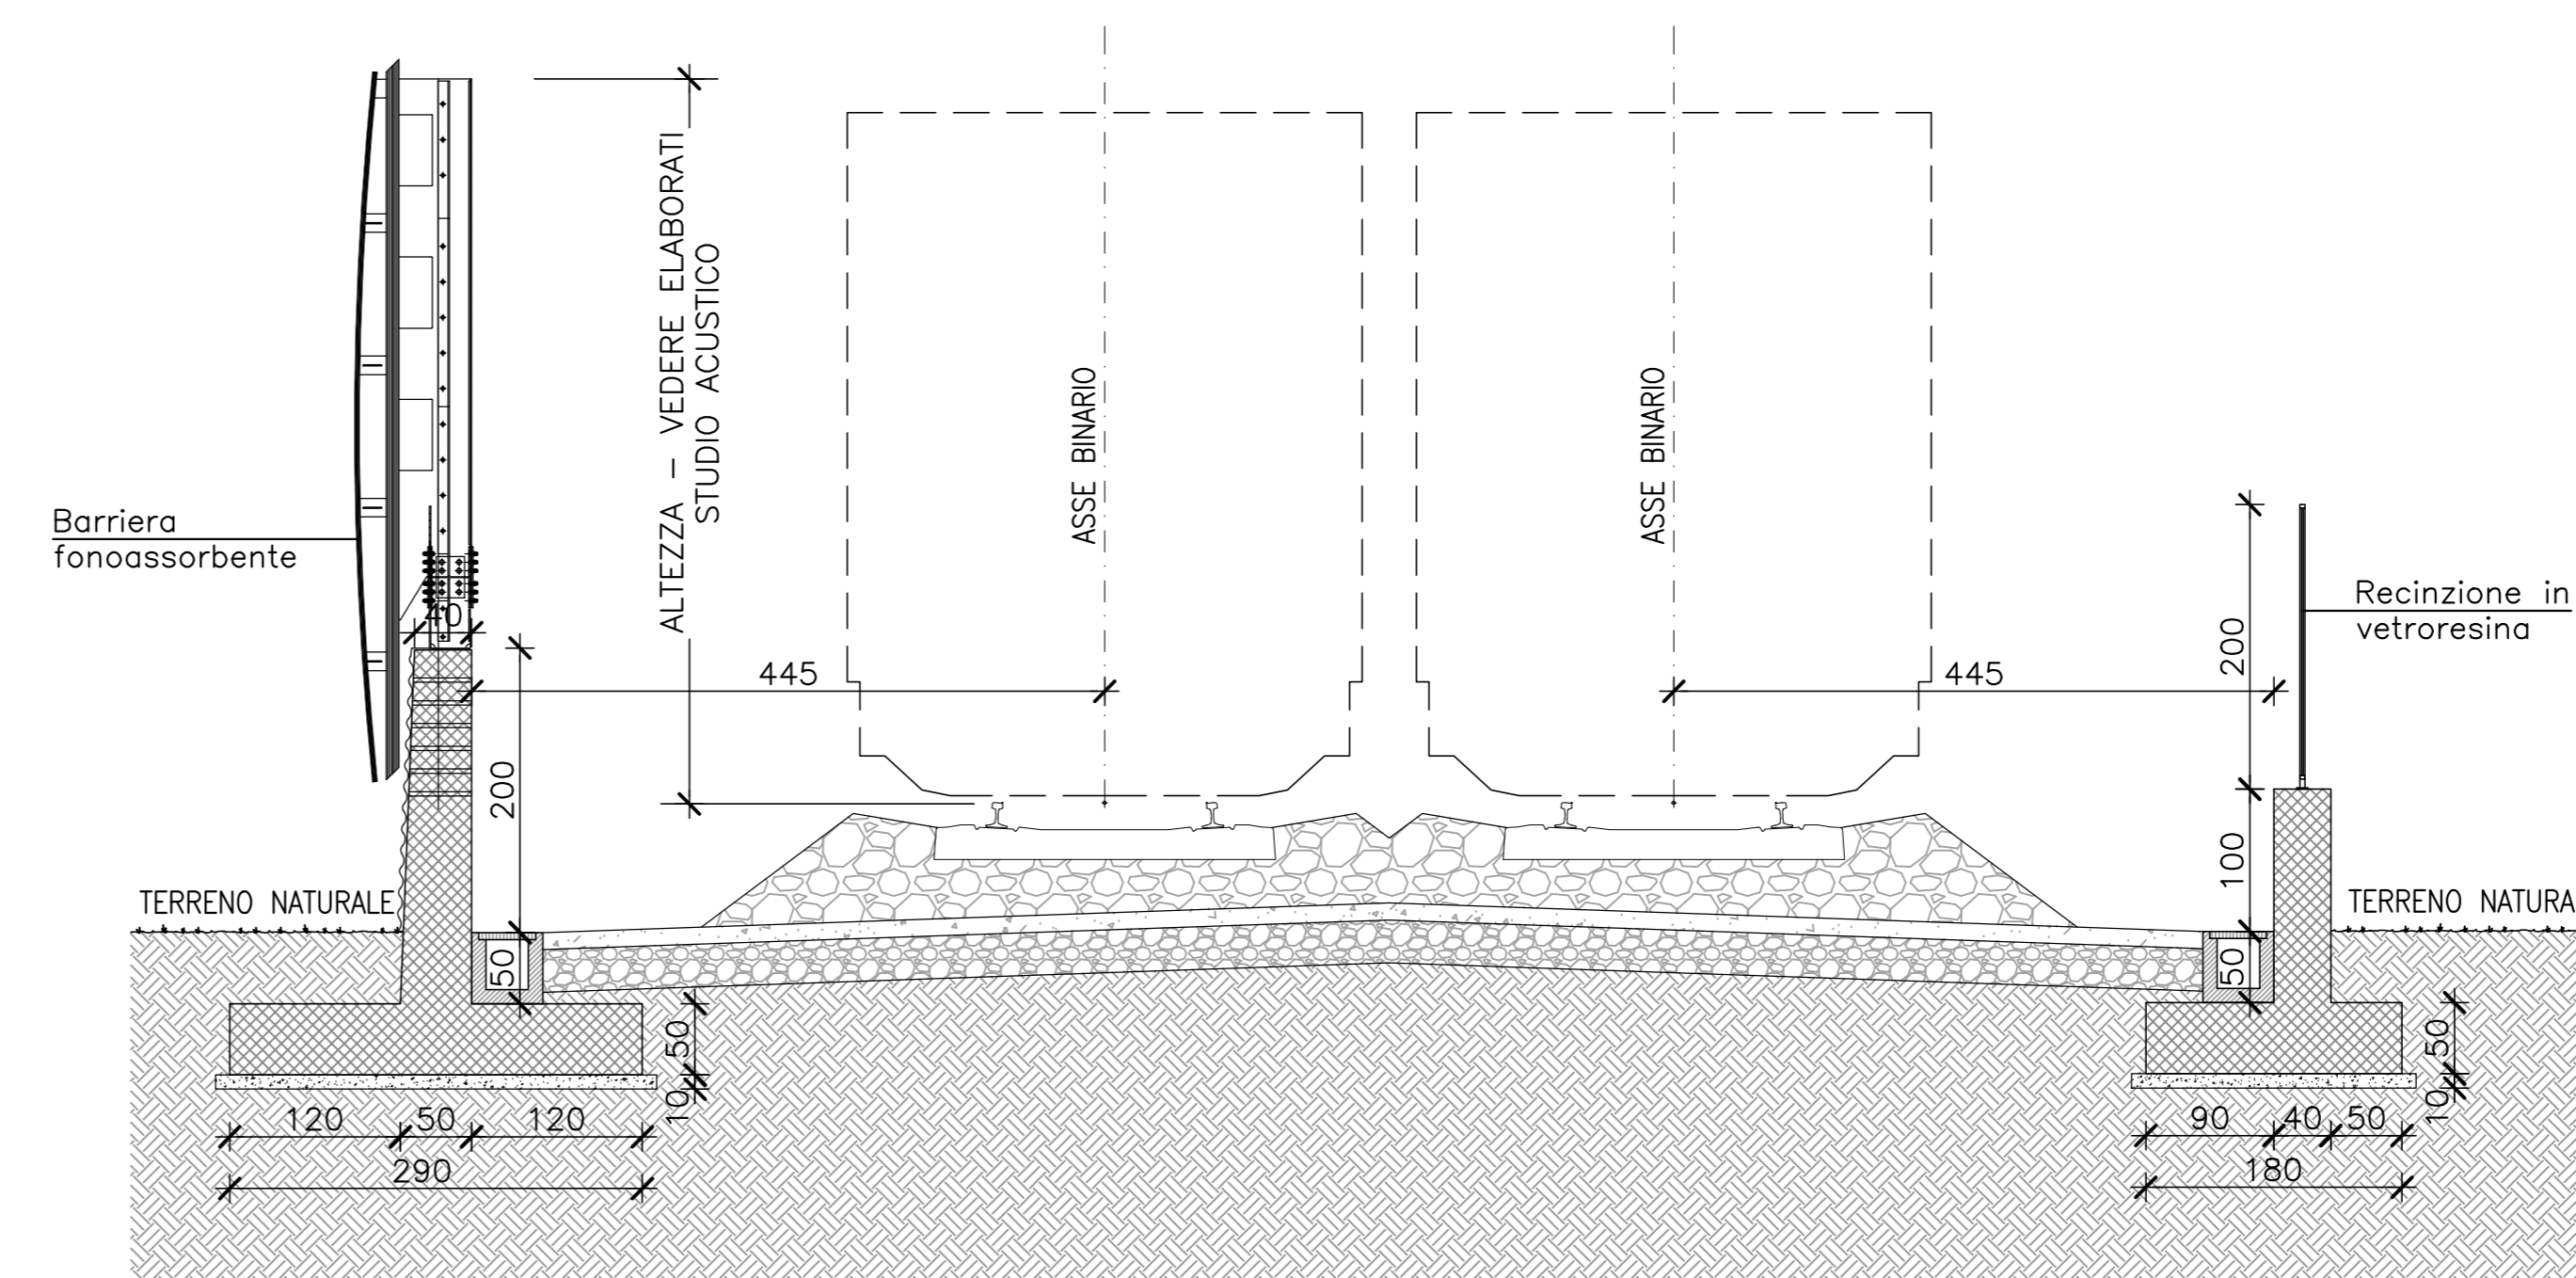 ALTEZZA - VEDERE ELABORATI
STUDIO ACUSTICO
ASSE BINARIO
ASSE BINARIO
Barriera
fonoassorbente
Recinzione in
vetroresina
40
445
445
200
200
100
TERRENO NATURALE
TERRENO NATURA
50
50
50
10
50
10
120
50
120
290
90
40
50
180